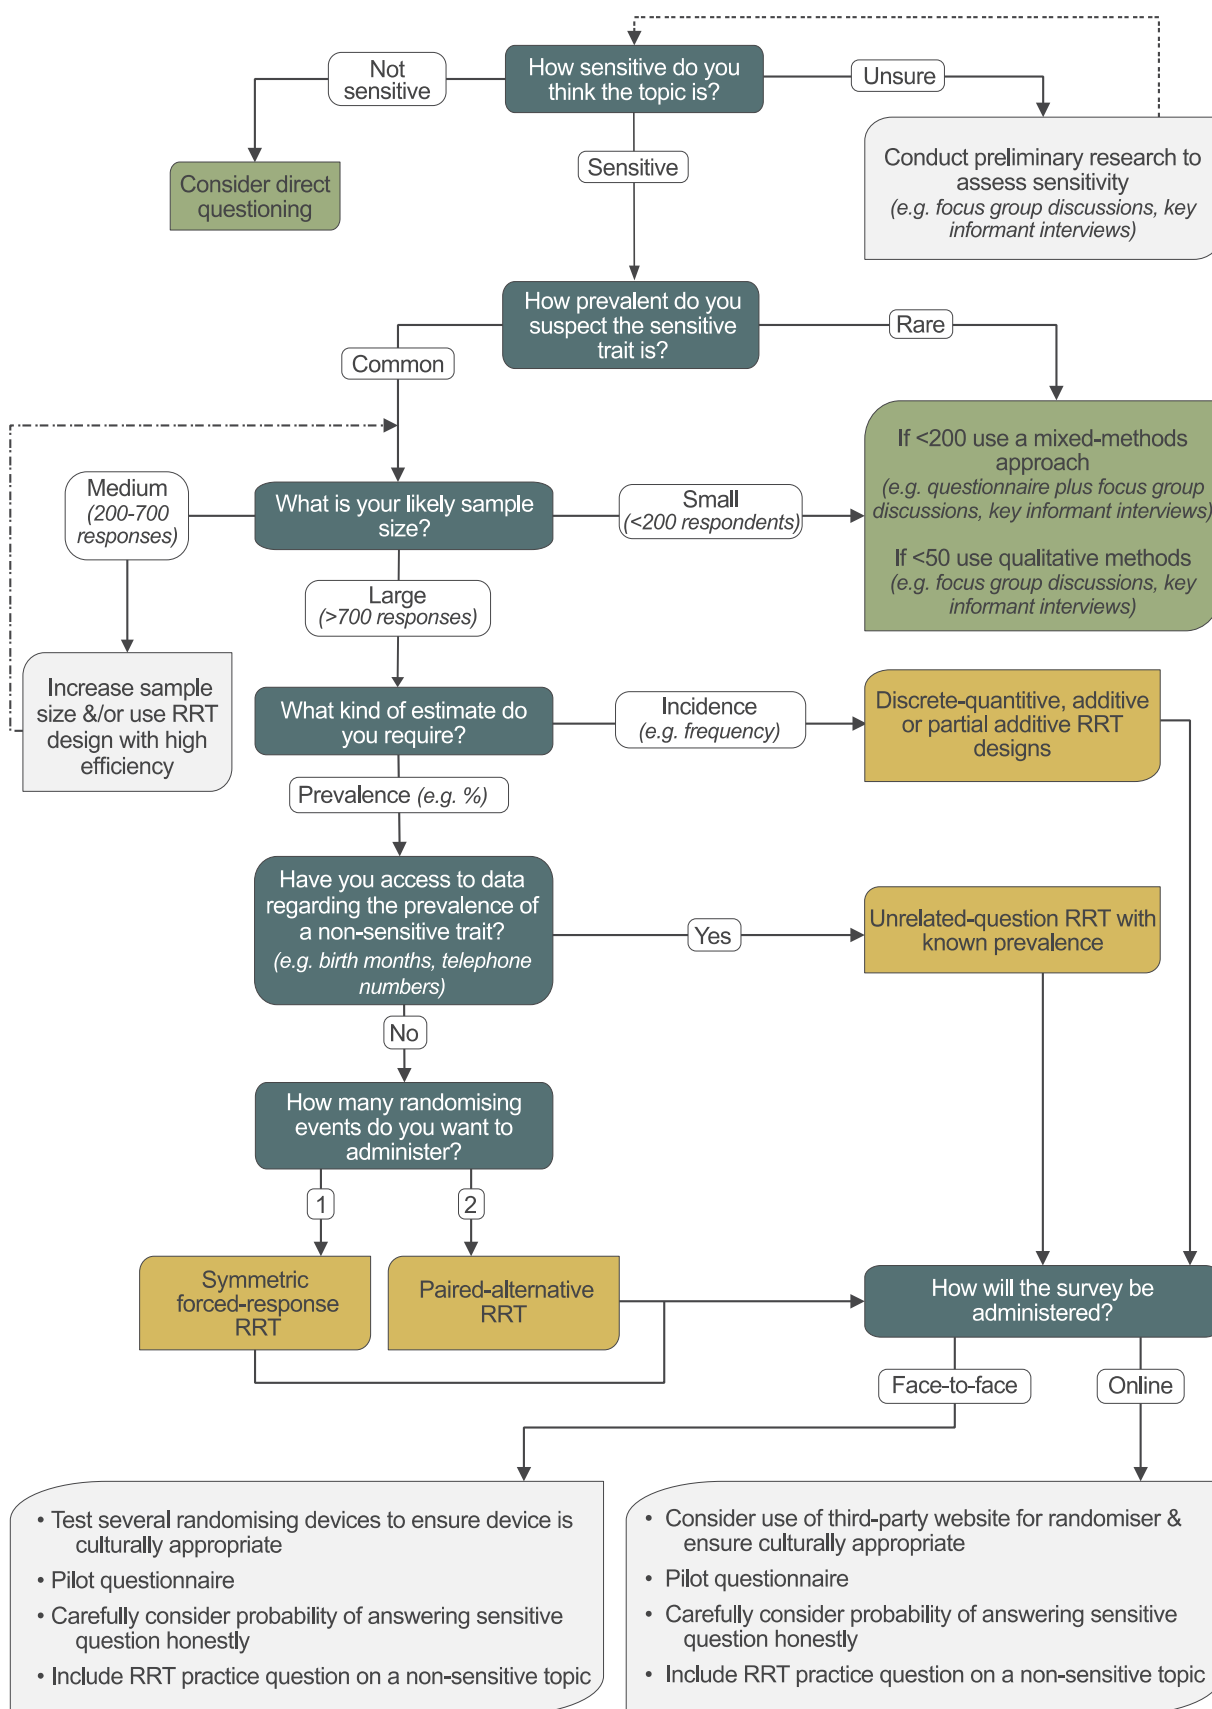 How sensitive do you
think the topic is?
Not
sensitive
Unsure
Sensitive
Consider direct
questioning
Conduct preliminary research to
assess sensitivity
(e.g. focus group discussions, key
informant interviews)
How prevalent do you
suspect the sensitive
trait is?
Rare
Common
If <200 use a mixed-methods
approach
(e.g. questionnaire plus focus group
discussions, key informant interviews)
If <50 use qualitative methods
(e.g. focus group discussions, key
informant interviews)
Medium
(200-700
responses)
What is your likely sample
size?
Small
(<200 respondents)
Large
(>700 responses)
Increase sample
size &/or use RRT
design with high
efficiency
What kind of estimate do
you require?
Incidence
(e.g. frequency)
Discrete-quantitive, additive
or partial additive RRT
designs
Prevalence (e.g. %)
Have you access to data
regarding the prevalence of
a non-sensitive trait?
(e.g. birth months, telephone
numbers)
Yes
Unrelated-question RRT with
known prevalence
No
How many randomising
events do you want to
administer?
1
2
Symmetric
forced-response
RRT
Paired-alternative
RRT
How will the survey be
administered?
Face-to-face
Online
• Test several randomising devices to ensure device is
culturally appropriate
• Pilot questionnaire
• Carefully consider probability of answering sensitive
question honestly
• Include RRT practice question on a non-sensitive topic
• Consider use of third-party website for randomiser &
ensure culturally appropriate
• Pilot questionnaire
• Carefully consider probability of answering sensitive
question honestly
• Include RRT practice question on a non-sensitive topic